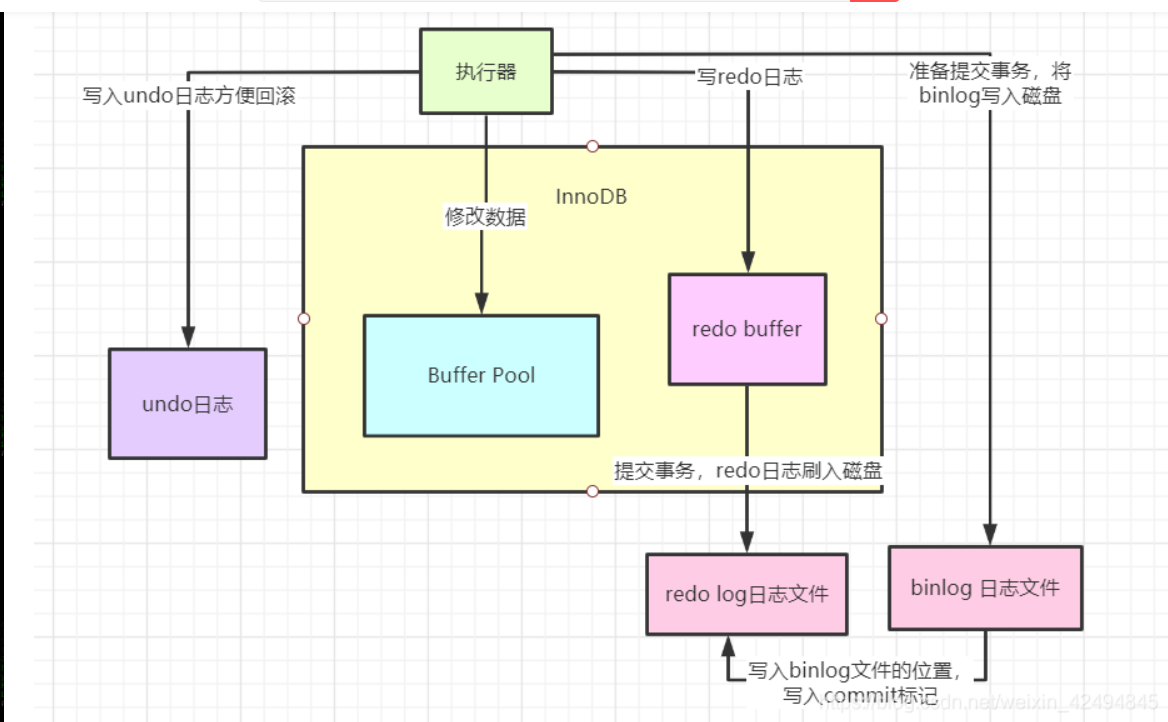 执行器
写入undo日志方便回滚
写redo日志
准备提交事务，将
binlog写入磁盘
InnoDB
修改数据
redo buffer
Buffer Pool
undo日志
提交事务，redo日志刷入磁盘
redo log日志文件
binlog 日志文件
写入binlog文件的位置，
写入commit标记
https://blog.csdn.net/weixin_42494845